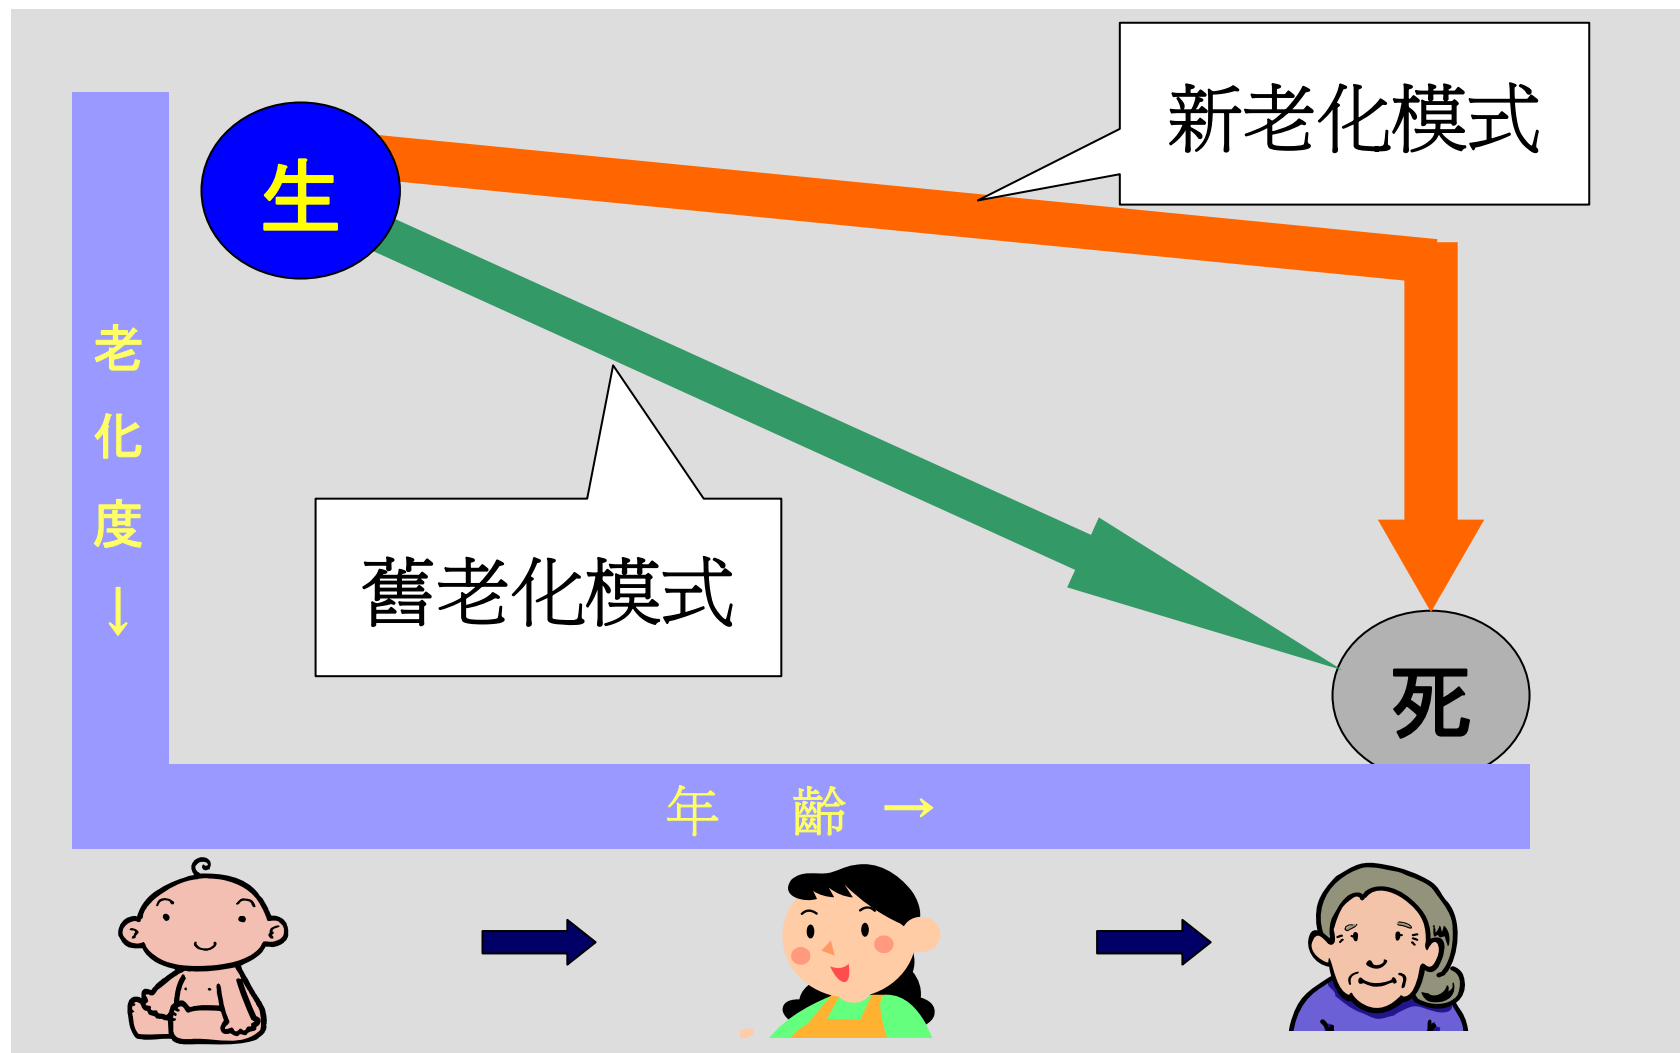 新老化模式
生
老
化
度
↓
舊老化模式
死
年 齡 →